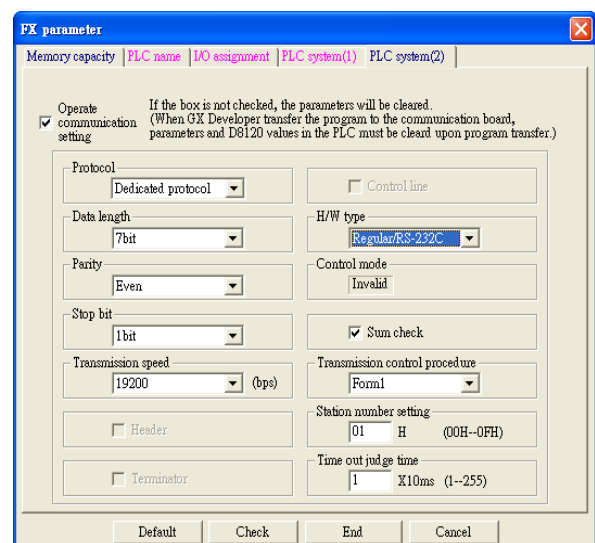 FX parameter
Memory capacity PLC name I/O assignment PLC system(1) PLC system(2)
Operate communication setting
If the box is not checked, the parameters will be cleared.
(When GX Developer transfer the program to the communication board,
parameters and D8120 values in the PLC must be cleard upon program transfer.)
Protocol
Dedicated protocol
Control line
Data length
7bit
H/W type
Regular/RS-232C
Parity
Even
Control mode
Invalid
Stop bit
1bit
Sum check
Transmission speed
19200 (bps)
Transmission control procedure
Form1
Header
Station number setting
01 H (00H--0FH)
Terminator
Time out judge time
1 X10ms (1--255)
Default Check End Cancel